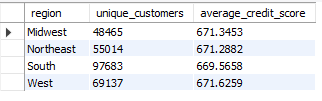 region unique_customers average_credit_score
Midwest 48465 671.3453
Northeast 55014 671.2882
South 97683 669.5658
West 69137 671.6259